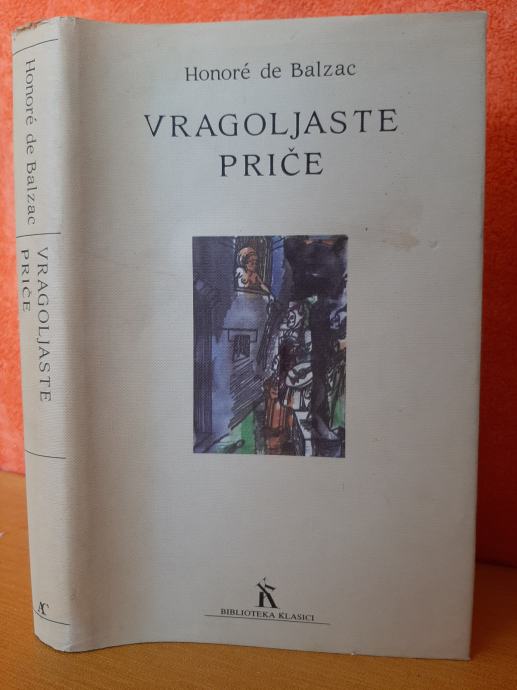 Honoré de Balzac
VRAGOLJASTE
PRIČE
BIBLIOTEKA KLASICI
Honoré de Balzac
VRAGOLJASTE
PRIČE